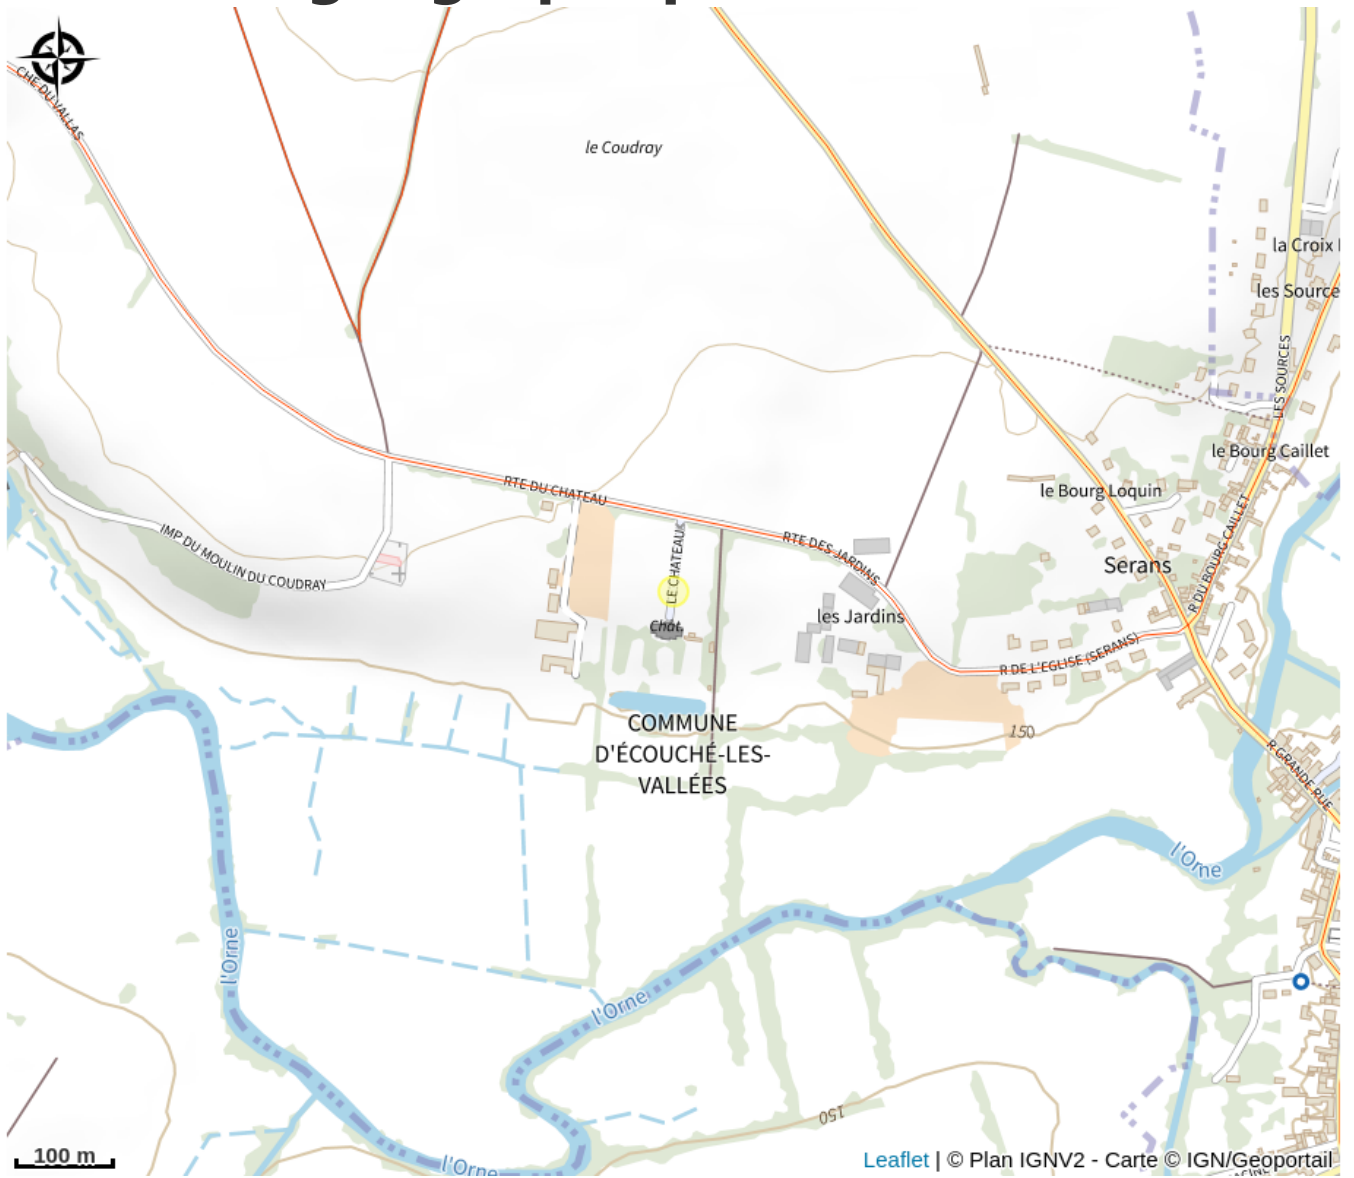 CHE DU VALLAS
le Coudray
la Croix
les Source
LES SOURCES
le Bourg Caillet
RTE DU CHATEAU
le Bourg Loquin
IMP DU MOULIN DU COUDRAY
LE CHATEAU
RTE DES JARDINS
Serans
R DU BOURG CAILLET
les Jardins
Chât.
R DE L'EGLISE (SERANS)
COMMUNE
D'ÉCOUCHÉ-LES-
VALLÉES
150
R GRANDE RUE
l'Orne
l'Orne
l'Orne
150
l'Orne
100 m
Leaflet | © Plan IGNV2 - Carte © IGN/Geoportail